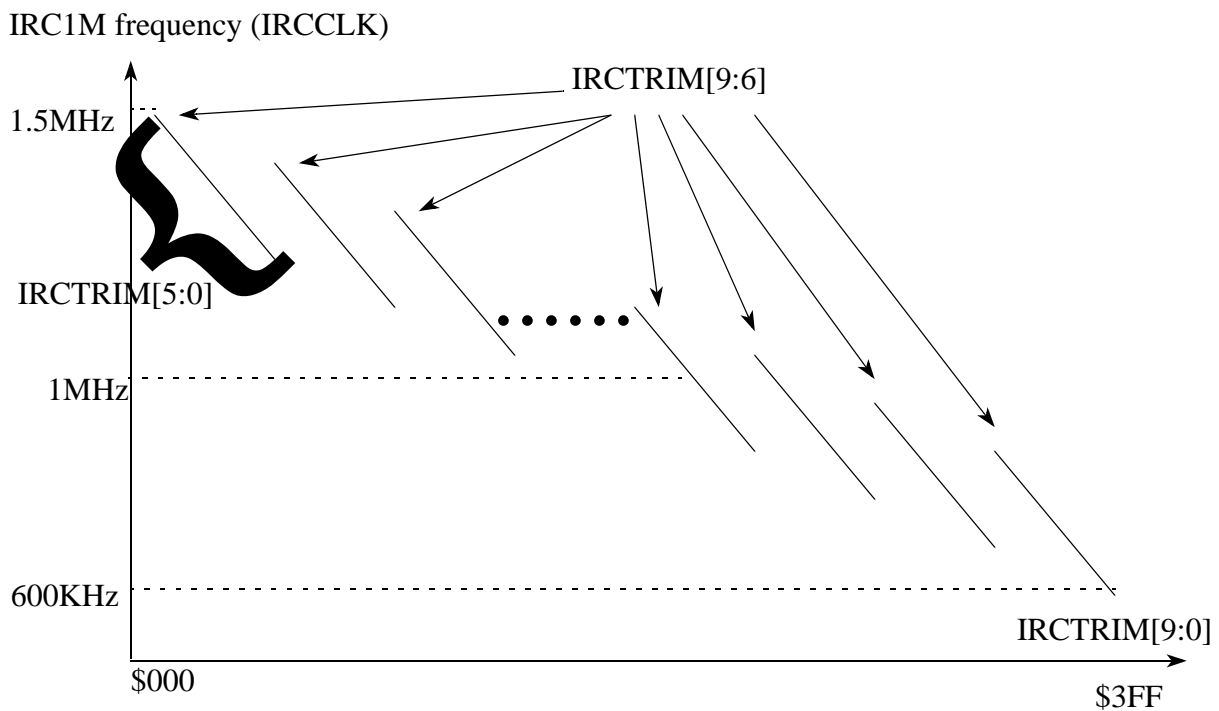 IRC1M frequency (IRCCLK)
IRCTRIM[9:6]
1.5MHz
IRCTRIM[5:0]
1MHz
600KHz
IRCTRIM[9:0]
$000
$3FF